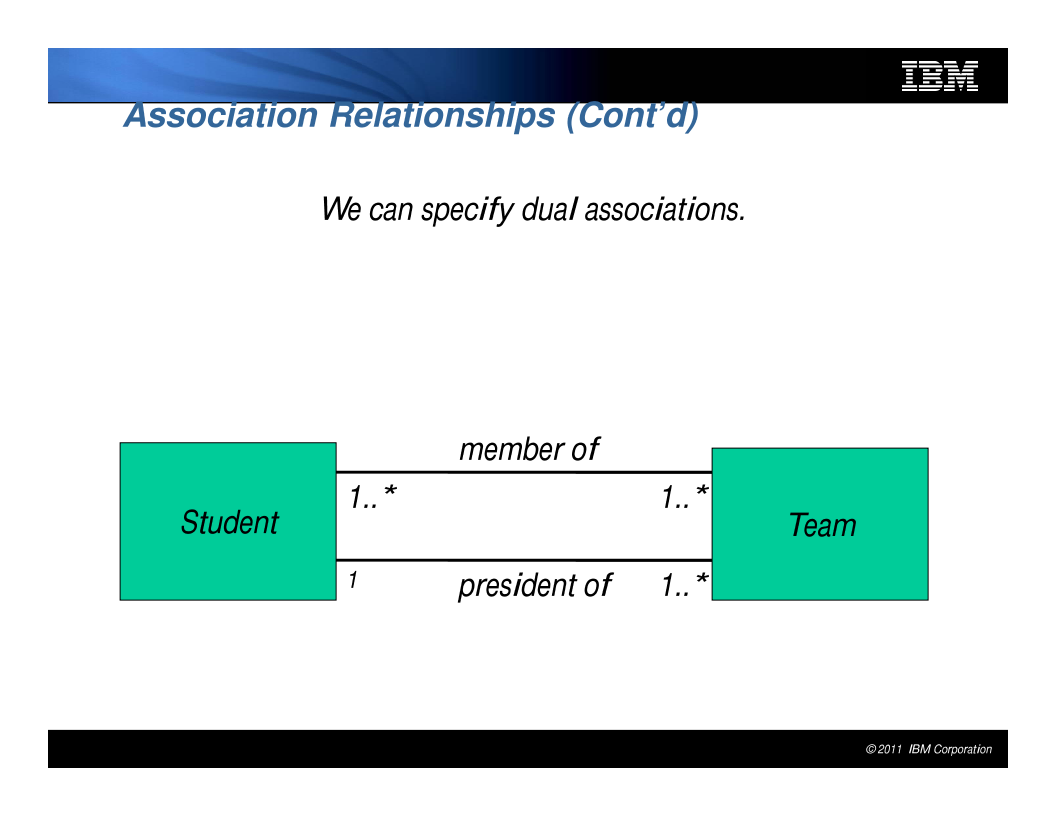 IBM
Association Relationships (Cont’d)
We can specify dual associations.
member of
1..* 1..*
Student Team
1 president of 1..*
© 2011 IBM Corporation